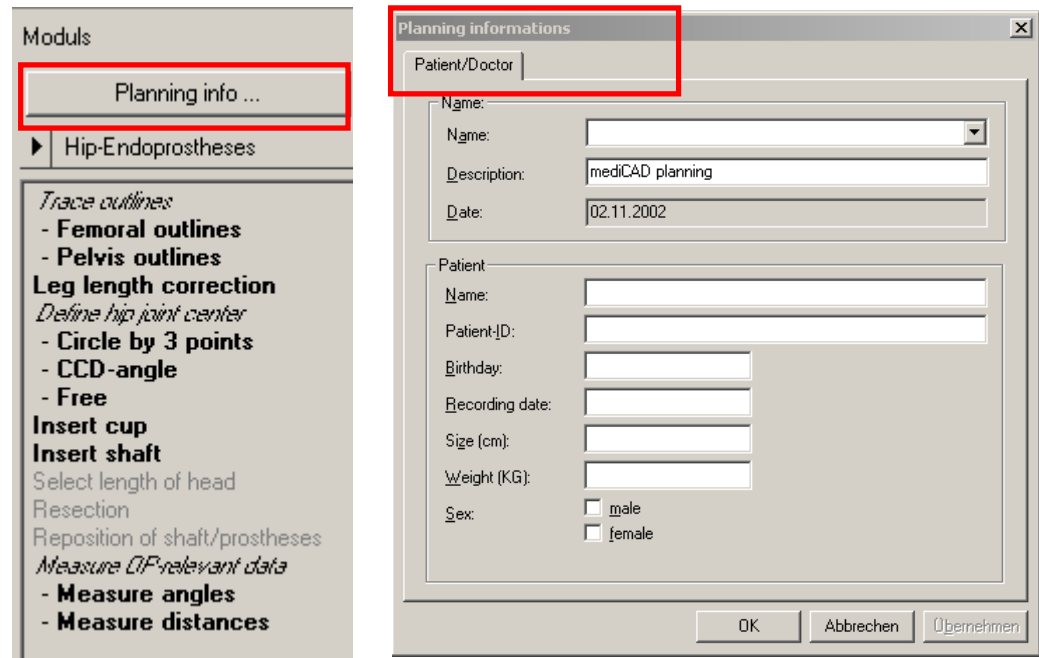 Moduls
Planning info ...
Hip-Endoprostheses
Trace outlines
- Femoral outlines
- Pelvis outlines
Leg length correction
Define hip joint center
- Circle by 3 points
- CCD-angle
- Free
Insert cup
Insert shaft
Select length of head
Resection
Reposition of shaft/prostheses
Measure OP-relevant data
- Measure angles
- Measure distances
Planning informations
Patient/Doctor
Name:
Name:
Description: mediCAD planning
Date: 02.11.2002
Patient
Name:
Patient-ID:
Birthday:
Recording date:
Size (cm):
Weight (KG):
Sex: male
female
OK Abbrechen Übernehmen